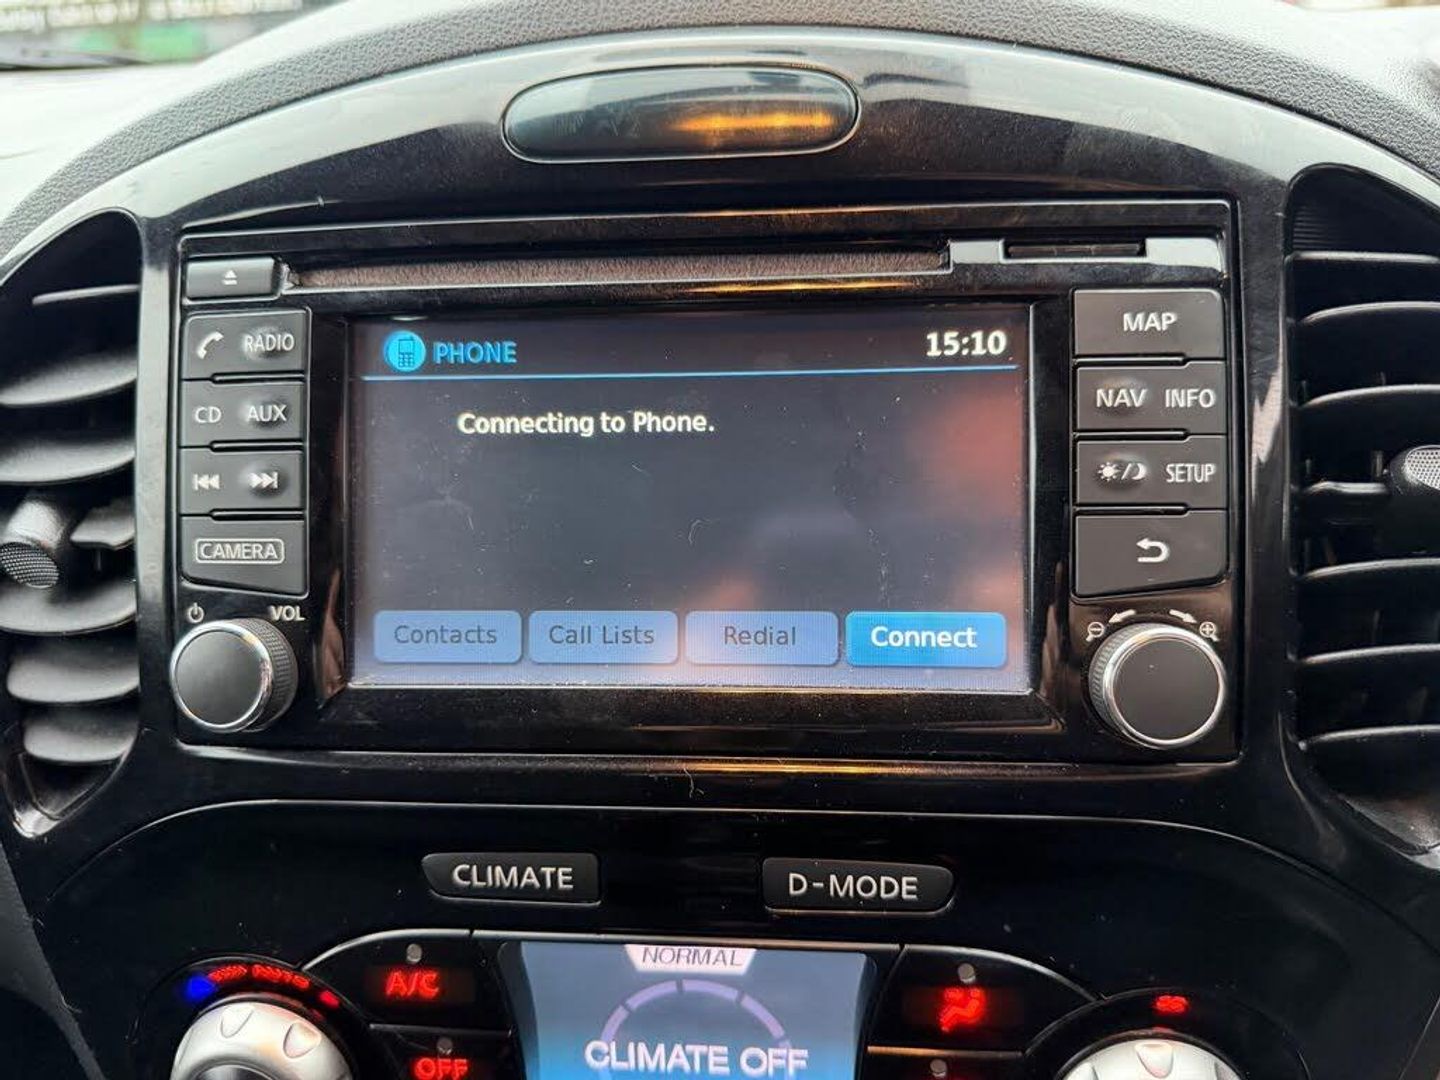 PHONE 15:10
Connecting to Phone.
Contacts Call Lists Redial Connect
RADIO
CD AUX
CAMERA
VOL
MAP
NAV INFO
SETUP
CLIMATE D-MODE
NORMAL
A/C
CLIMATE OFF
OFF